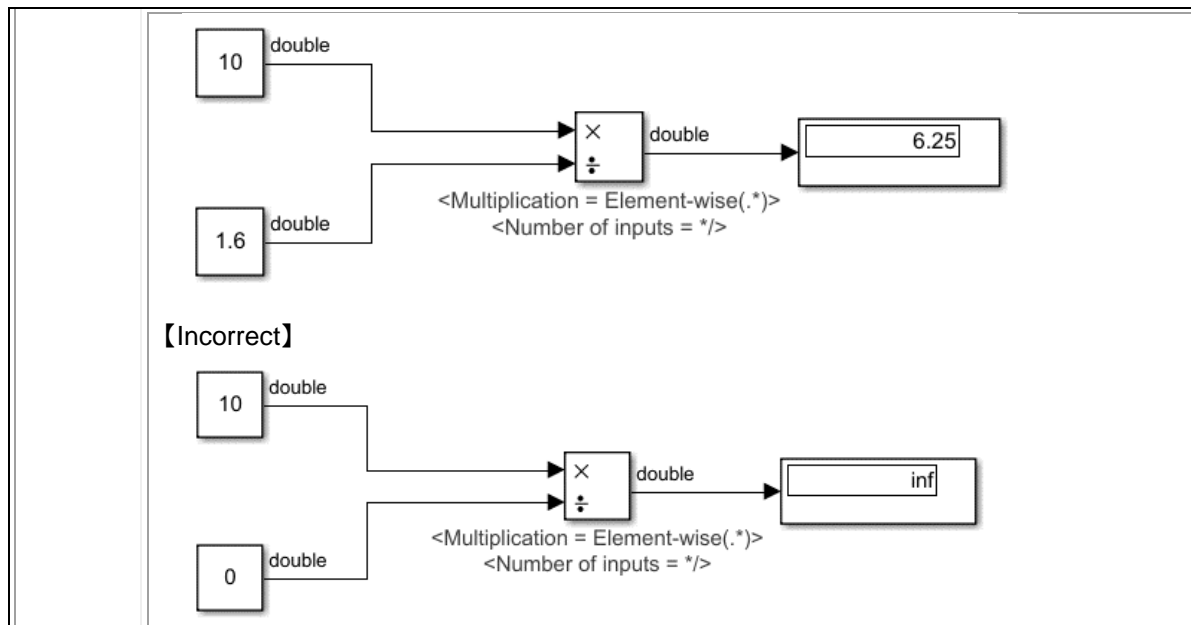 10
double
×
÷
double
6.25
<Multiplication = Element-wise(.*)>
<Number of inputs = */>
1.6
double
【Incorrect】
10
double
×
÷
double
inf
<Multiplication = Element-wise(.*)>
<Number of inputs = */>
0
double